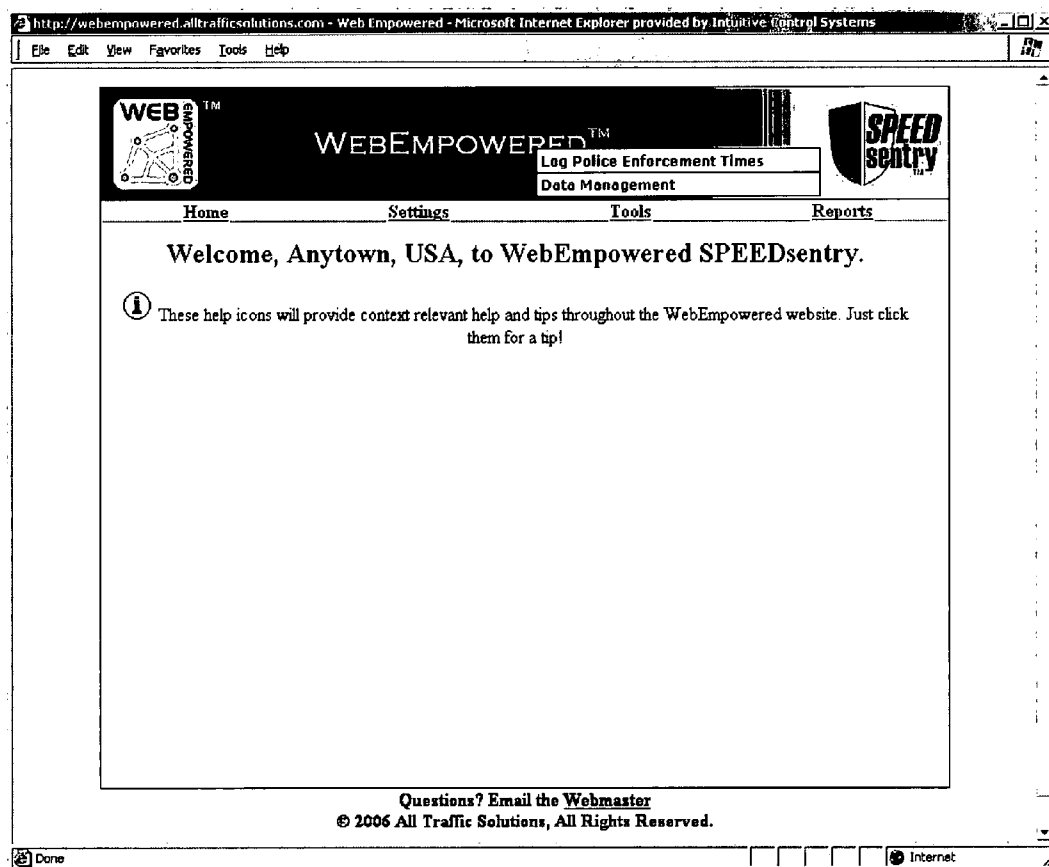 http://webempowered.alltrafficsolutions.com - Web Empowered - Microsoft Internet Explorer provided by Intuitive Control Systems
File Edit View Favorites Tools Help
WEB EMPOWERED TM
WEBEMPOWERED TM
SPEED sentry TM
Log Police Enforcement Times
Data Management
Home Settings Tools Reports
Welcome, Anytown, USA, to WebEmpowered SPEEDsentry.
These help icons will provide context relevant help and tips throughout the WebEmpowered website. Just click
them for a tip!
Questions? Email the Webmaster
© 2006 All Traffic Solutions, All Rights Reserved.
Done Internet